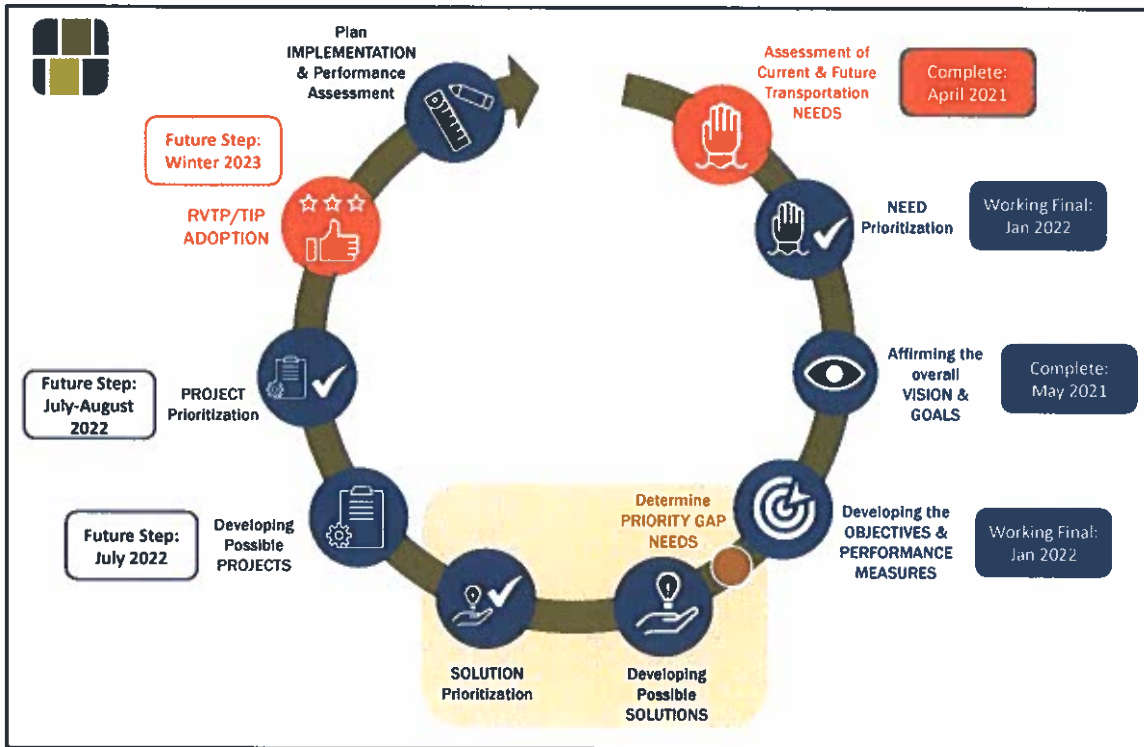 Assessment of
Current & Future
Transportation
NEEDS
Complete:
April 2021
NEED
Prioritization
Working Final:
Jan 2022
Affirming the
overall
VISION &
GOALS
Complete:
May 2021
Developing the
OBJECTIVES &
PERFORMANCE
MEASURES
Working Final:
Jan 2022
Determine
PRIORITY GAP
NEEDS
Developing
Possible
SOLUTIONS
SOLUTION
Prioritization
Developing
Possible
PROJECTS
Future Step:
July 2022
PROJECT
Prioritization
Future Step:
July-August
2022
RVTP/TIP
ADOPTION
Future Step:
Winter 2023
Plan
IMPLEMENTATION
& Performance
Assessment